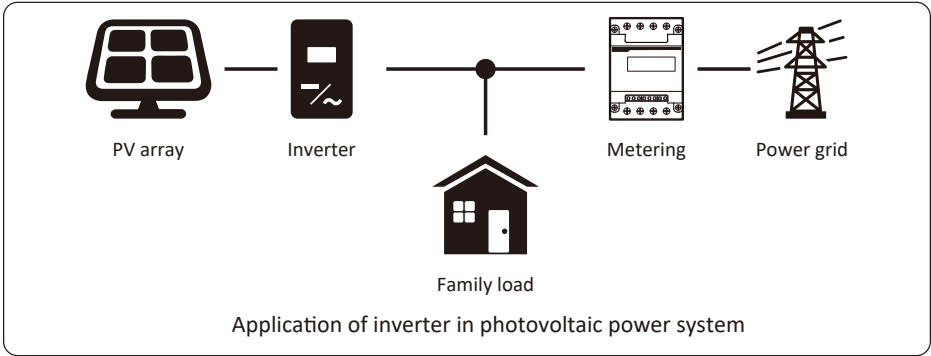 PV array
Inverter
Metering
Power grid
Family load
Application of inverter in photovoltaic power system